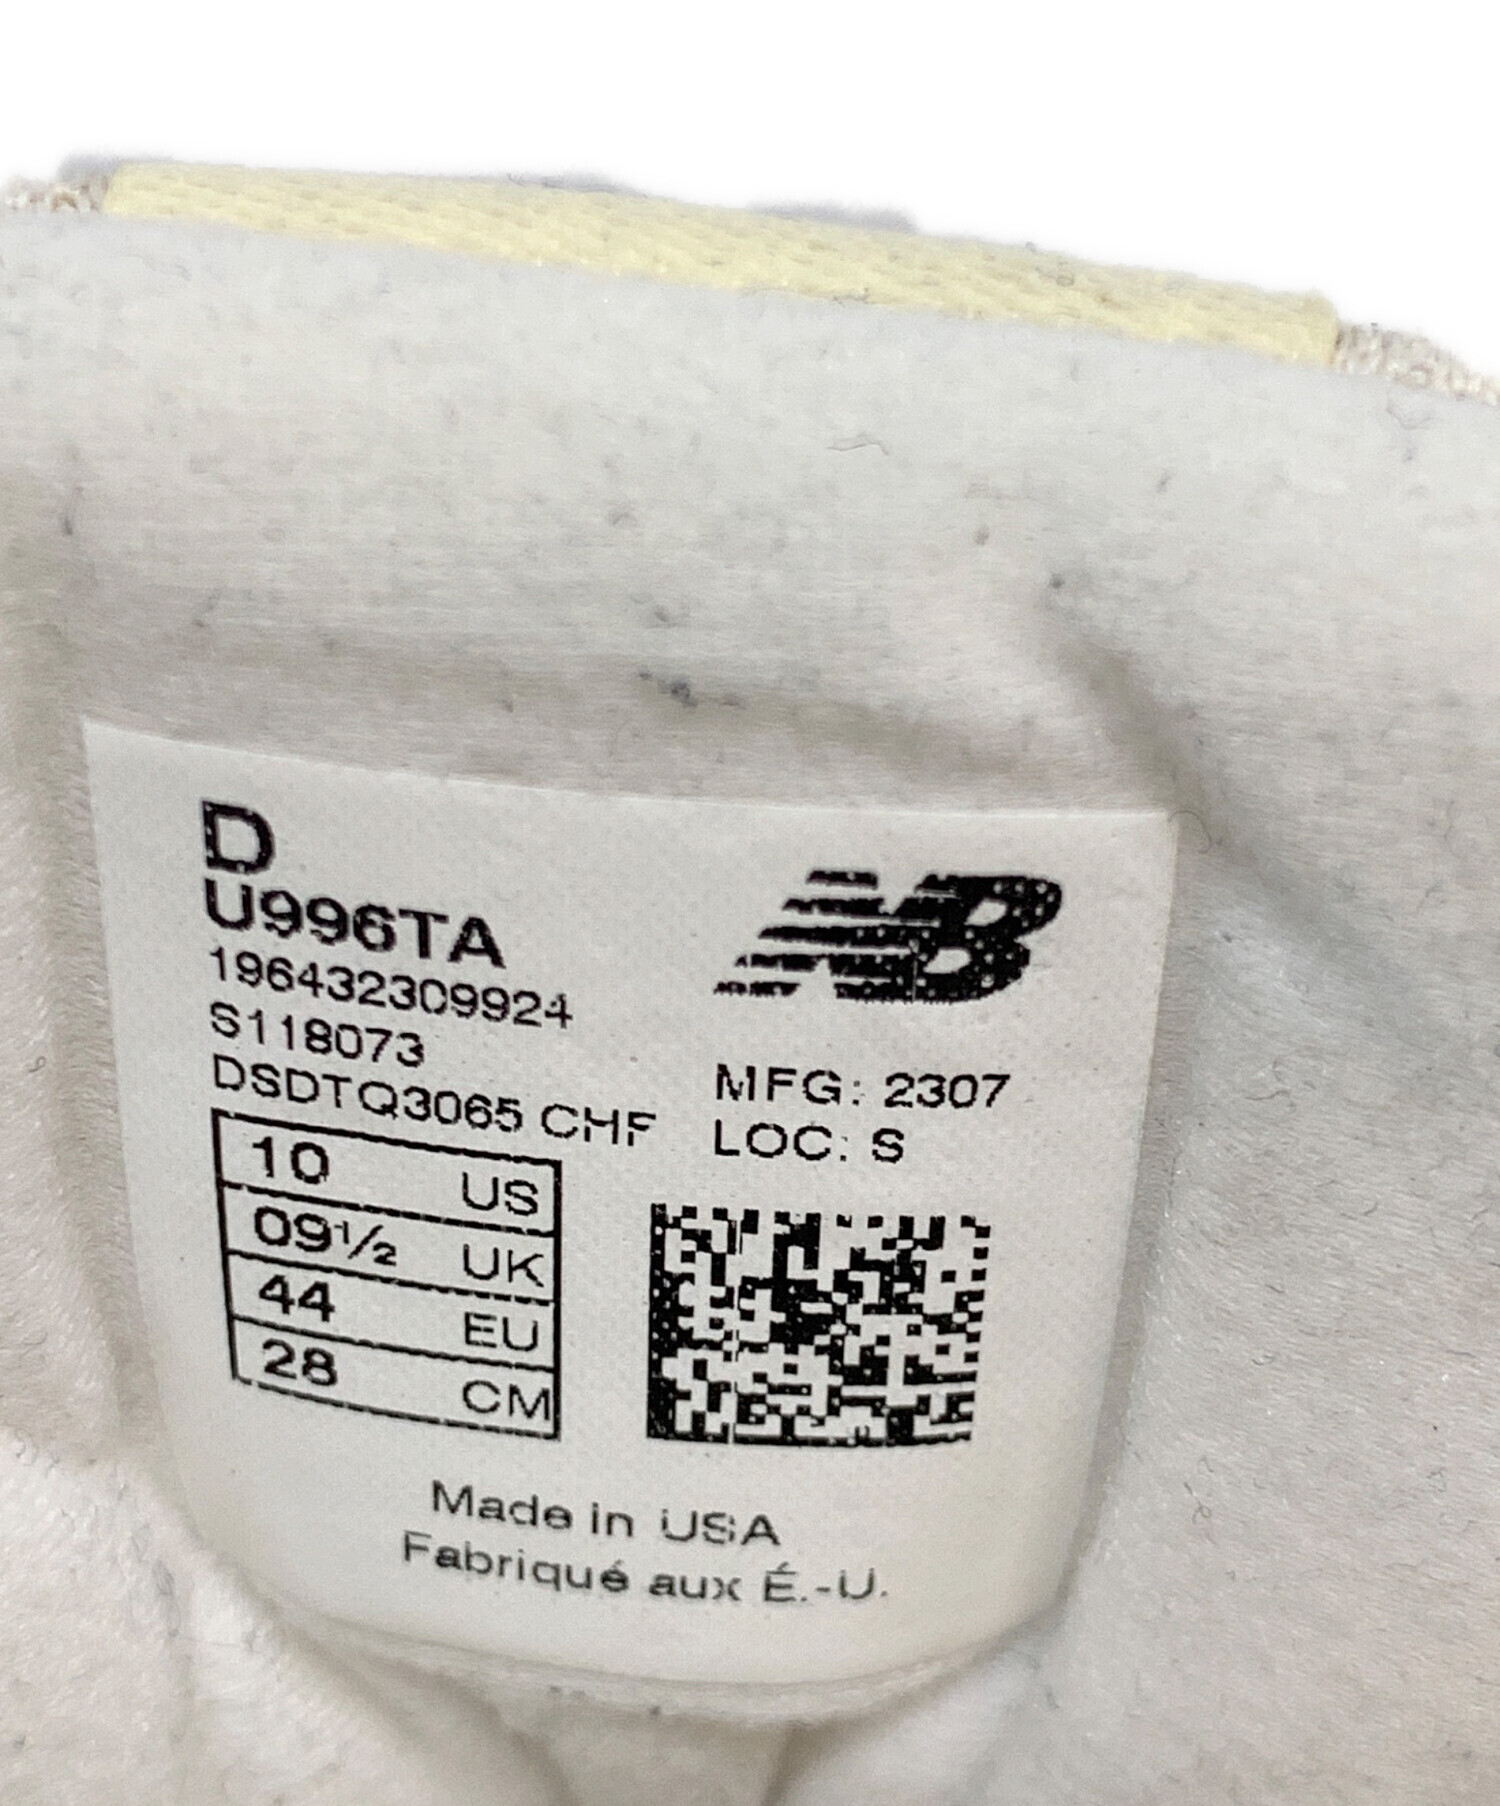 D
U996TA
196432309924
S118073
DSDTQ3065 CHF
10 US
09½ UK
44 EU
28 CM
NB
MFG: 2307
LOC: S
Made in USA
Fabriqué aux É.-U.